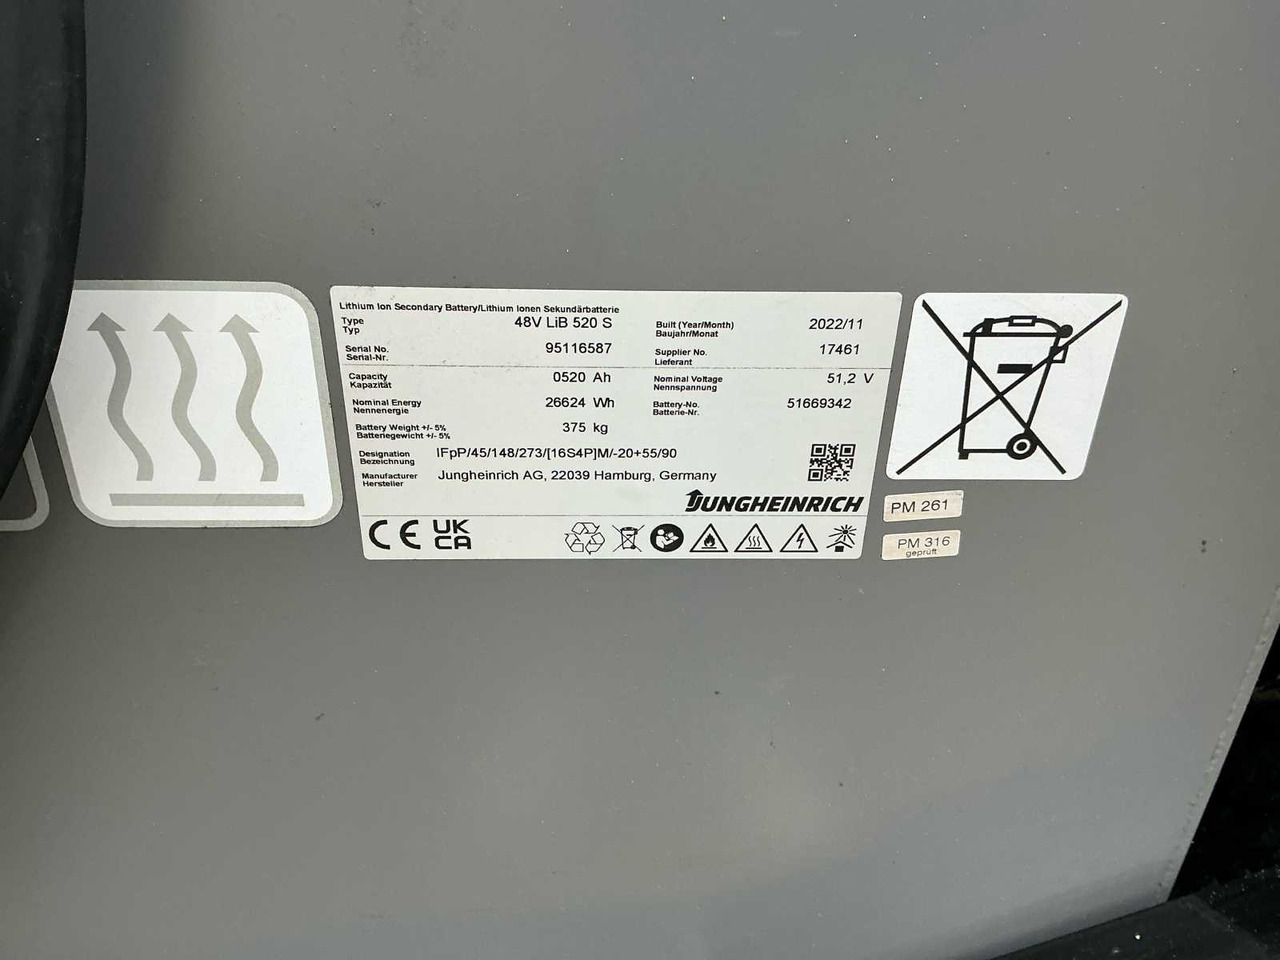 Lithium Ion Secondary Battery/Lithium Ionen Sekundärbatterie
Type
Typ
48V LiB 520 S
Built (Year/Month)
Baujahr/Monat
2022/11
Serial No.
Serial-Nr.
95116587
Supplier No.
Lieferant
17461
Capacity
Kapazität
0520 Ah
Nominal Voltage
Nennspannung
51,2 V
Nominal Energy
Nennenergie
26624 Wh
Battery-No.
Batterie-Nr.
51669342
Battery Weight +/- 5%
Batteriegewicht +/- 5%
375 kg
Designation
Bezeichnung
IFpP/45/148/273/[16S4P]M/-20+55/90
Manufacturer
Hersteller
Jungheinrich AG, 22039 Hamburg, Germany
JUNGHEINRICH
CE UK
CA
PM 261
PM 316
geprüft